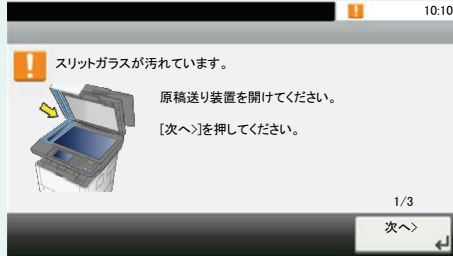 10:10
スリットガラスが汚れています。
原稿送り装置を開けてください。
[次へ>]を押してください。
1/3
次へ>